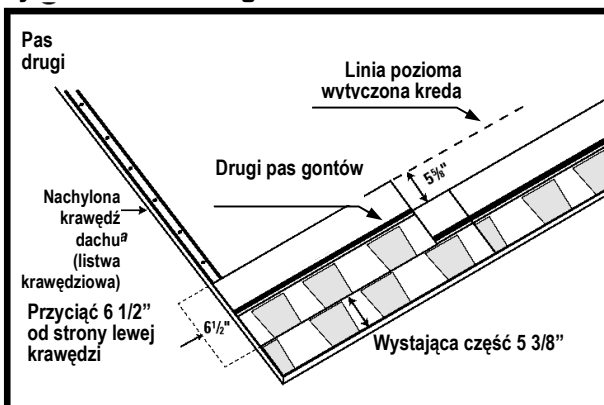 Pas
drugi
Linia pozioma
wytyczona kredą
Drugi pas gontów
5⅝"
Nachylona
krawędź
dachuª
(listwa
krawędziowa)
Przyciąć 6 1/2”
od strony lewej
krawędzi
6½"
Wystająca część 5 3/8”